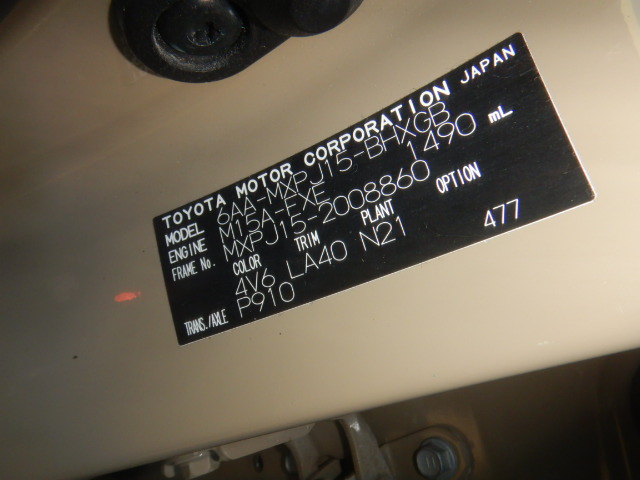 TOYOTA MOTOR CORPORATION JAPAN
MODEL 6AA-MXPJ15-BHXGB
ENGINE M15A-FXE 1490 mL
FRAME No. MXPJ15-2008860
COLOR TRIM PLANT OPTION
4V6 LA40 N21 477
TRANS./AXLE P910